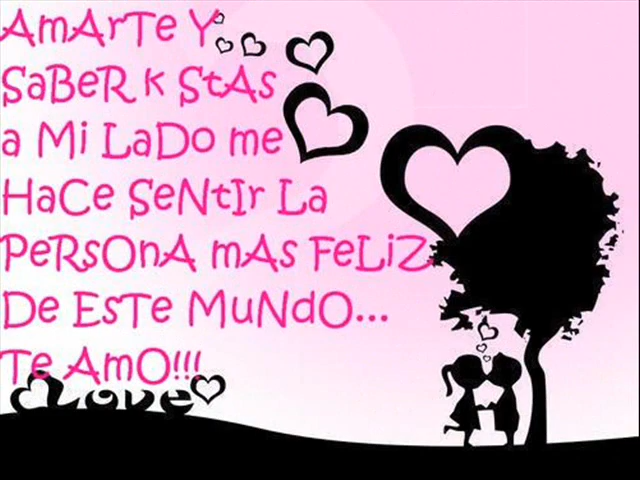 AmArTe Y
SaBeR k StAs
a Mi LaDo me
HaCe SeNtIr La
PeRsOnA mAs FeLiZ
De EsTe MuNdO...
Te AmO!!!
Love